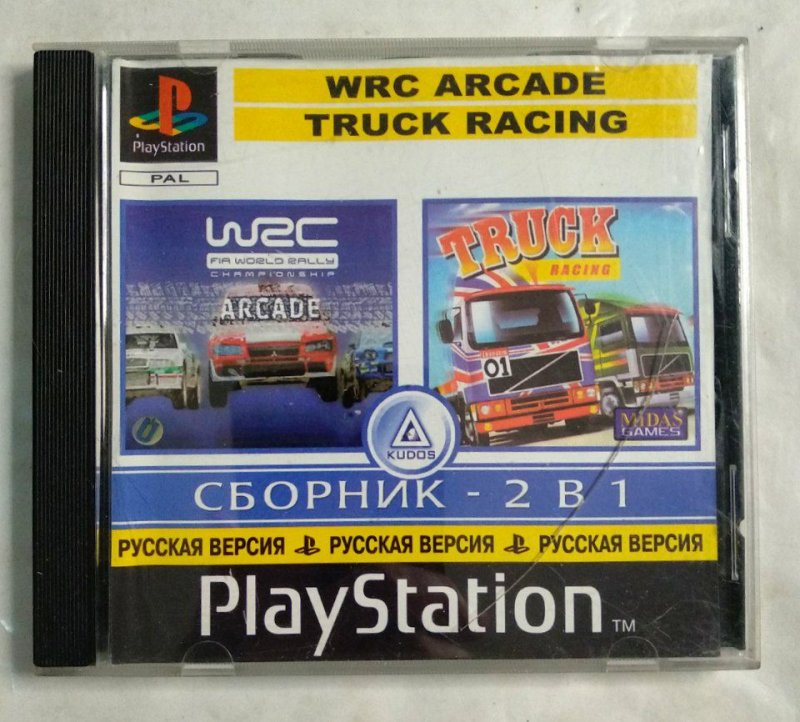 WRC ARCADE
TRUCK RACING
PlayStation
PAL
WRC
FIA WORLD RALLY
CHAMPIONSHIP
ARCADE
TRUCK
RACING
01
MIDAS
GAMES
KUDOS
СБОРНИК - 2 В 1
РУССКАЯ ВЕРСИЯ РУССКАЯ ВЕРСИЯ РУССКАЯ ВЕРСИЯ
PlayStation TM